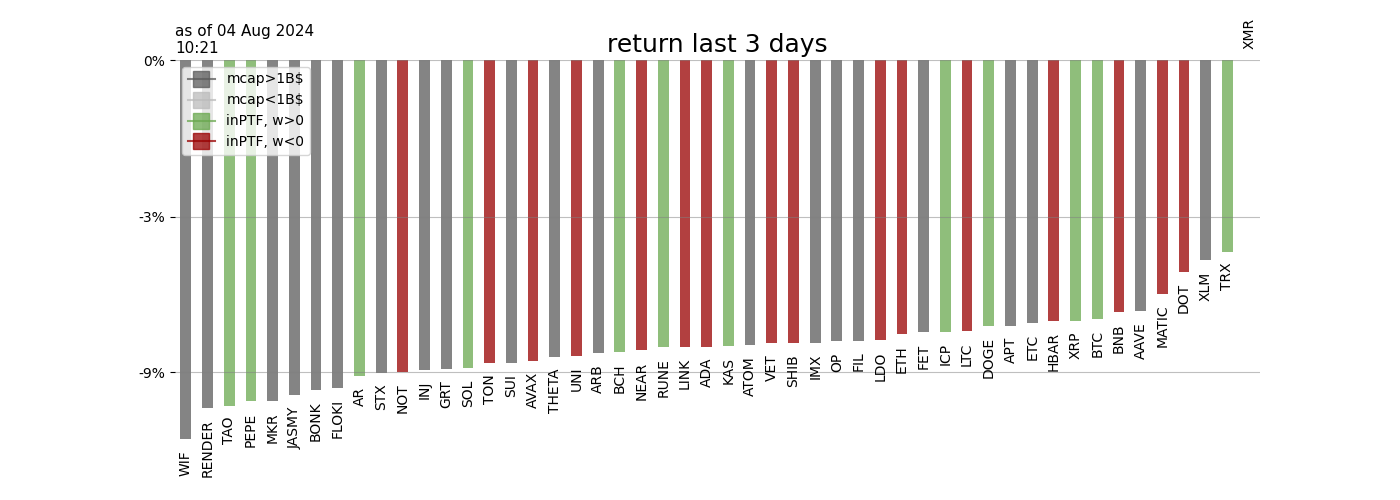 as of 04 Aug 2024
10:21
return last 3 days
XMR
0%
mcap>1B$
mcap<1B$
inPTF, w>0
inPTF, w<0
-3%
-9%
WIF
RENDER
TAO
PEPE
MKR
JASMY
BONK
FLOKI
AR
STX
NOT
INJ
GRT
SOL
TON
SUI
AVAX
THETA
UNI
ARB
BCH
NEAR
RUNE
LINK
ADA
KAS
ATOM
VET
SHIB
IMX
OP
FIL
LDO
ETH
FET
ICP
LTC
DOGE
APT
ETC
HBAR
XRP
BTC
BNB
AAVE
MATIC
DOT
XLM
TRX